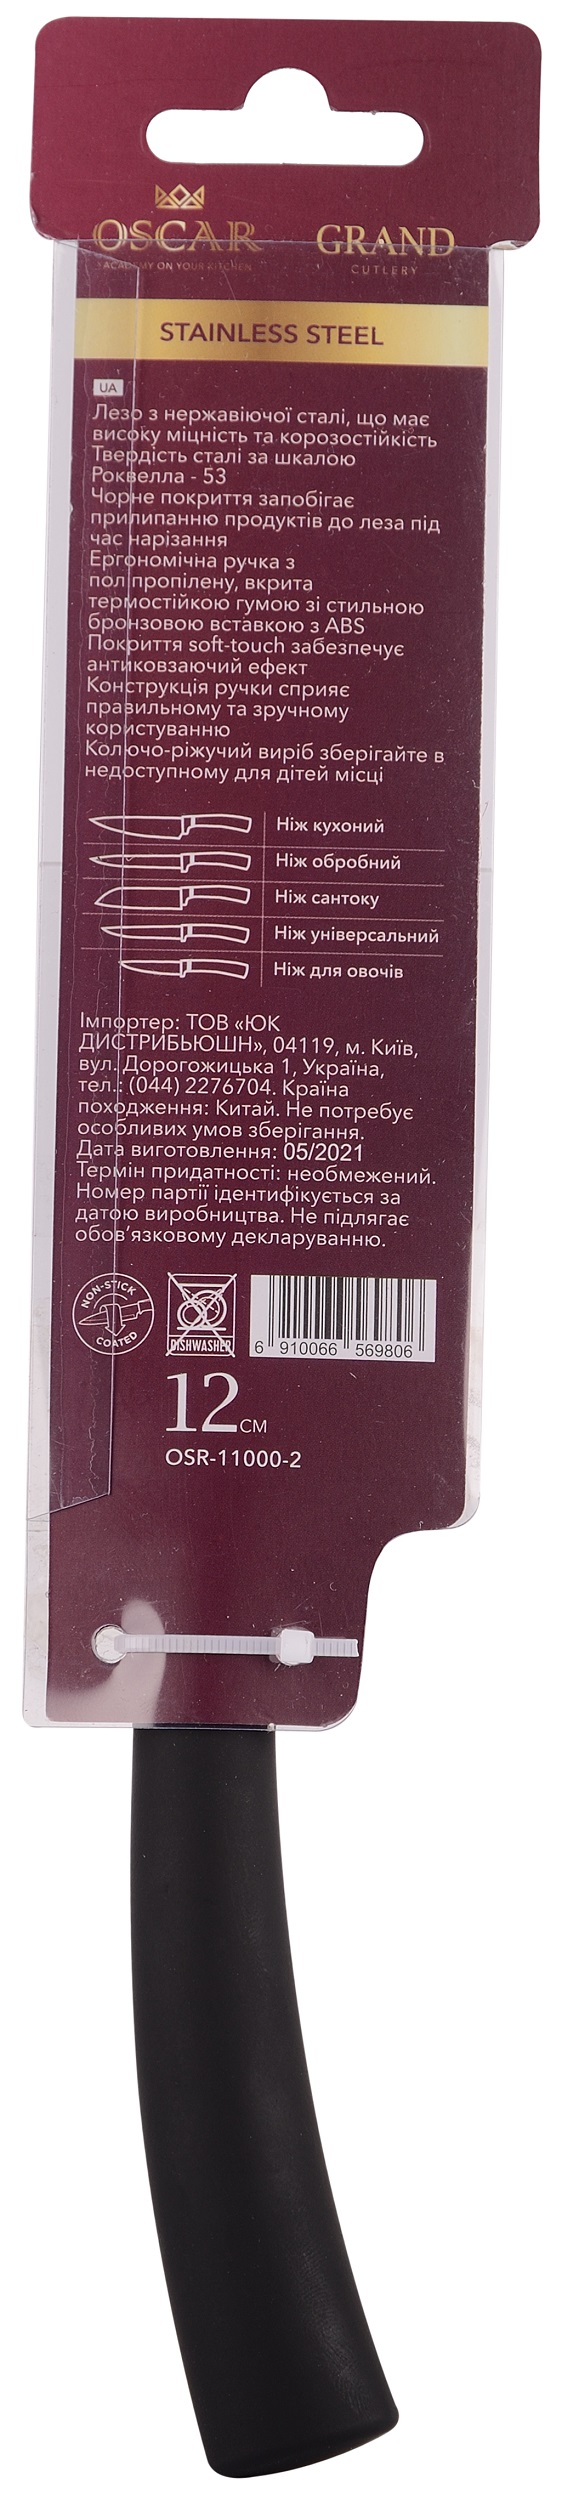 OSCAR
ACADEMY ON YOUR KITCHEN
GRAND
CUTLERY
STAINLESS STEEL
UA
Лезо з нержавіючої сталі, що має
високу міцність та корозостійкість
Твердість сталі за шкалою
Роквелла - 53
Чорне покриття запобігає
прилипанню продуктів до леза під
час нарізання
Ергономічна ручка з
поліпропілену, вкрита
термостійкою гумою зі стильною
бронзовою вставкою з ABS
Покриття soft-touch забезпечує
антиковзаючий ефект
Конструкція ручки сприяє
правильному та зручному
користуванню
Колючо-ріжучий виріб зберігайте в
недоступному для дітей місці
Ніж кухоний
Ніж обробний
Ніж сантоку
Ніж універсальний
Ніж для овочів
Імпортер: ТОВ «ЮК
ДИСТРИБЬЮШН», 04119, м. Київ,
вул. Дорогожицька 1, Україна,
тел.: (044) 2276704. Країна
походження: Китай. Не потребує
особливих умов зберігання.
Дата виготовлення: 05/2021
Термін придатності: необмежений.
Номер партії ідентифікується за
датою виробництва. Не підлягає
обов'язковому декларуванню.
NON-STICK
COATED
DISHWASHER
6 910066 569806
12 СМ
OSR-11000-2